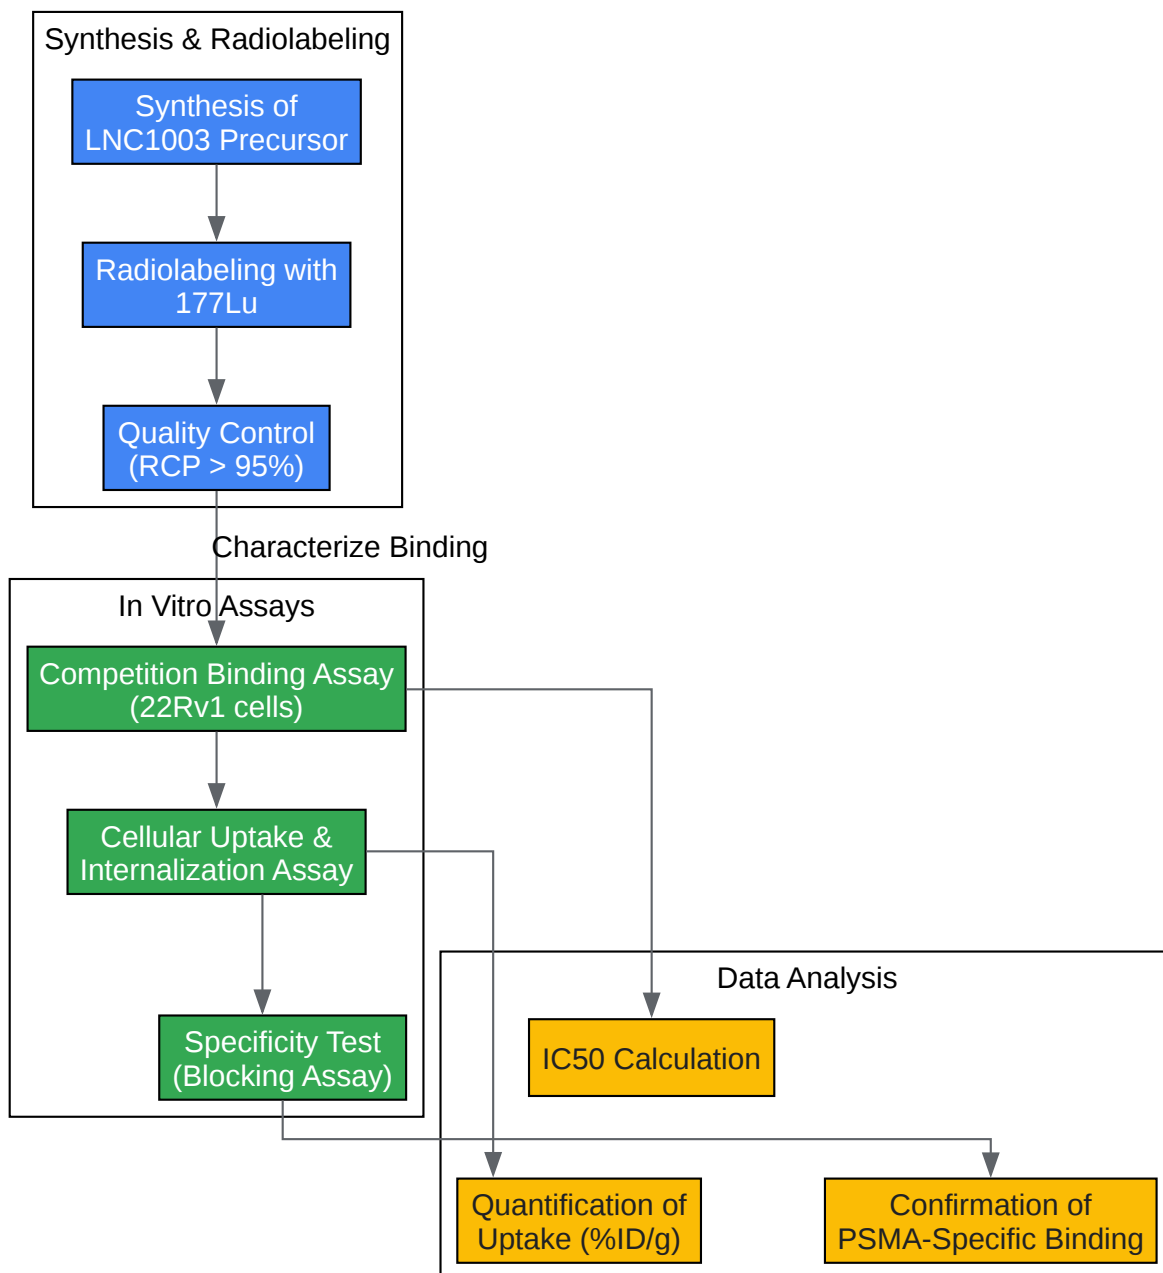 Synthesis & Radiolabeling
Synthesis of
LNC1003 Precursor
Radiolabeling with
177Lu
Quality Control
(RCP > 95%)
Characterize Binding
In Vitro Assays
Competition Binding Assay
(22Rv1 cells)
Cellular Uptake &
Internalization Assay
Specificity Test
(Blocking Assay)
Data Analysis
IC50 Calculation
Quantification of
Uptake (%ID/g)
Confirmation of
PSMA-Specific Binding